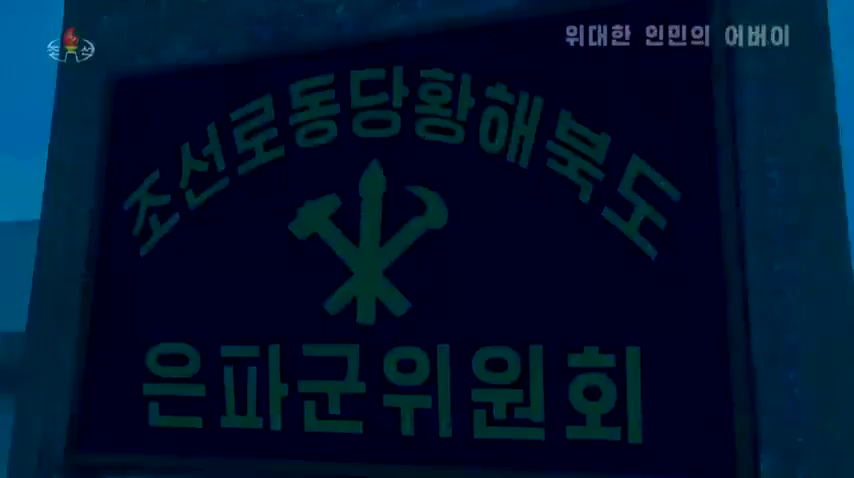 위대한 인민의 어버이
조선로동당황해북도
은파군위원회